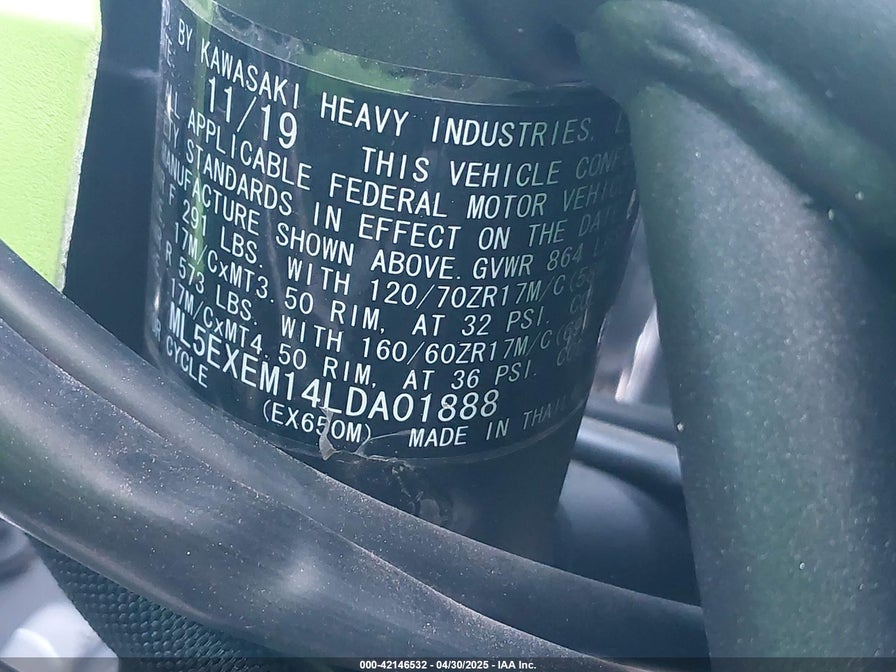 BY KAWASAKI HEAVY INDUSTRIES,
11/19 THIS VEHICLE
APPLICABLE FEDERAL MOTOR
STANDARDS IN EFFECT ON THE DATE
MANUFACTURE SHOWN ABOVE. GVWR 864
F 291 LBS. WITH 120/70ZR17M/C
17M/CxMT3.50 RIM, AT 32 PSI.
R 573 LBS. WITH 160/60ZR17M/C
17M/CxMT4.50 RIM, AT 36 PSI.
ML5EXEM14LDA01888
CYCLE (EX650M) MADE IN
000-42146532 - 04/30/2025 - IAA Inc.